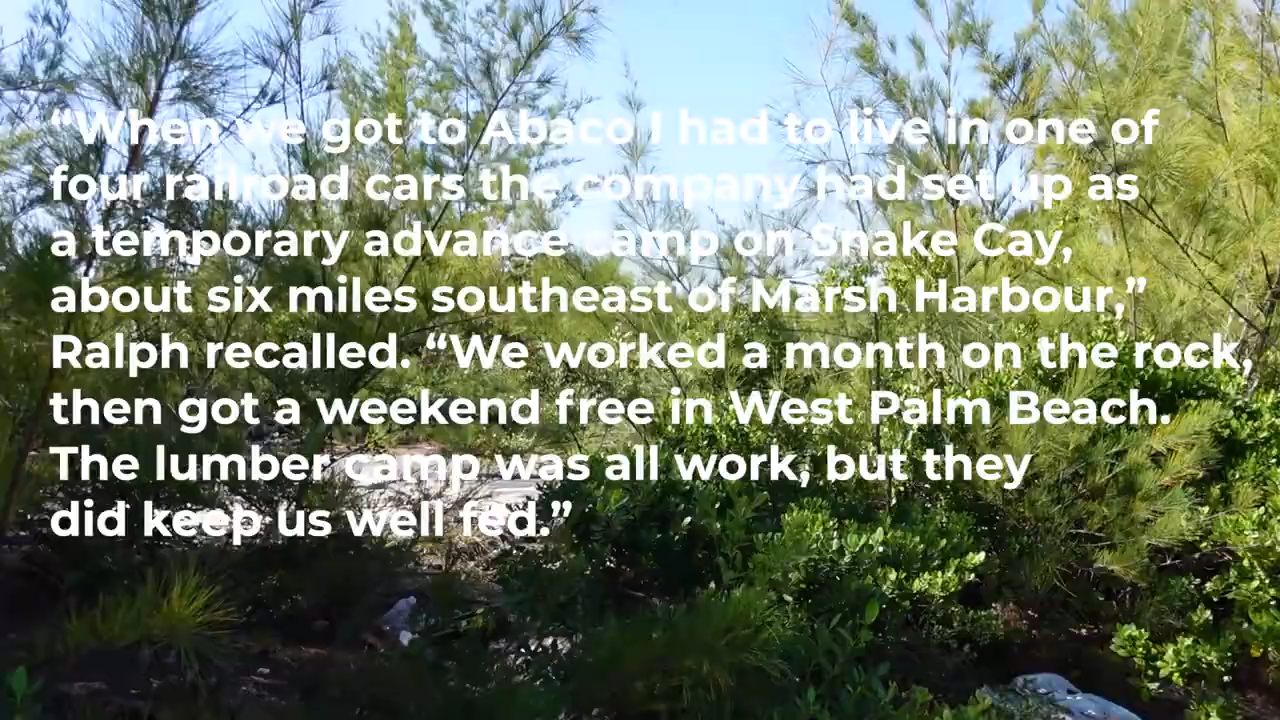 “When we got to Abaco I had to live in one of
four railroad cars the company had set up as
a temporary advance camp on Snake Cay,
about six miles southeast of Marsh Harbour,”
Ralph recalled. “We worked a month on the rock,
then got a weekend free in West Palm Beach.
The lumber camp was all work, but they
did keep us well fed.”